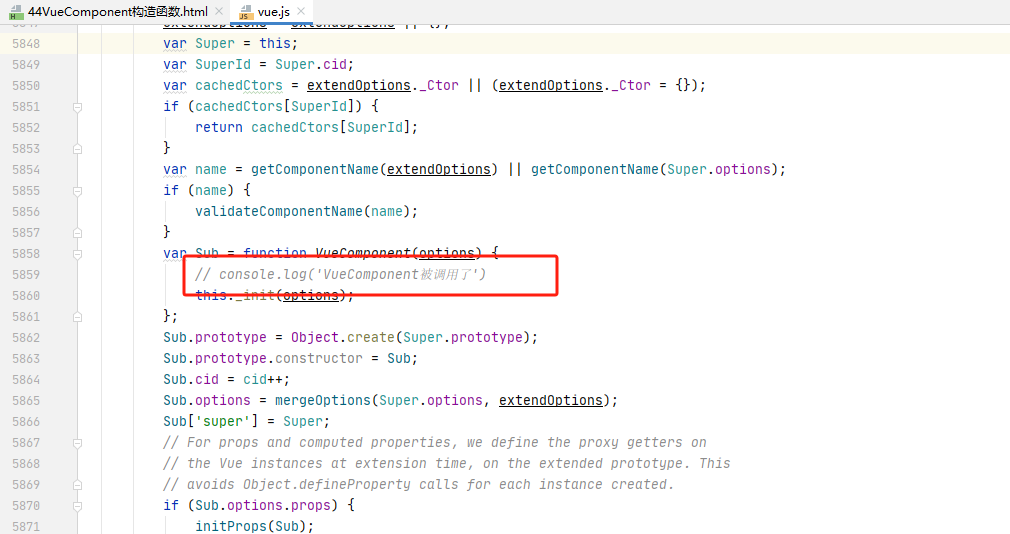 44VueComponent构造函数.html
vue.js
5848 var Super = this;
5849 var SuperId = Super.cid;
5850 var cachedCtors = extendOptions._Ctor || (extendOptions._Ctor = {});
5851 if (cachedCtors[SuperId]) {
5852 return cachedCtors[SuperId];
5853 }
5854 var name = getComponentName(extendOptions) || getComponentName(Super.options);
5855 if (name) {
5856 validateComponentName(name);
5857 }
5858 var Sub = function VueComponent(options) {
5859 // console.log('VueComponent被调用了')
5860 this._init(options);
5861 };
5862 Sub.prototype = Object.create(Super.prototype);
5863 Sub.prototype.constructor = Sub;
5864 Sub.cid = cid++;
5865 Sub.options = mergeOptions(Super.options, extendOptions);
5866 Sub['super'] = Super;
5867 // For props and computed properties, we define the proxy getters on
5868 // the Vue instances at extension time, on the extended prototype. This
5869 // avoids Object.defineProperty calls for each instance created.
5870 if (Sub.options.props) {
5871 initProps(Sub);